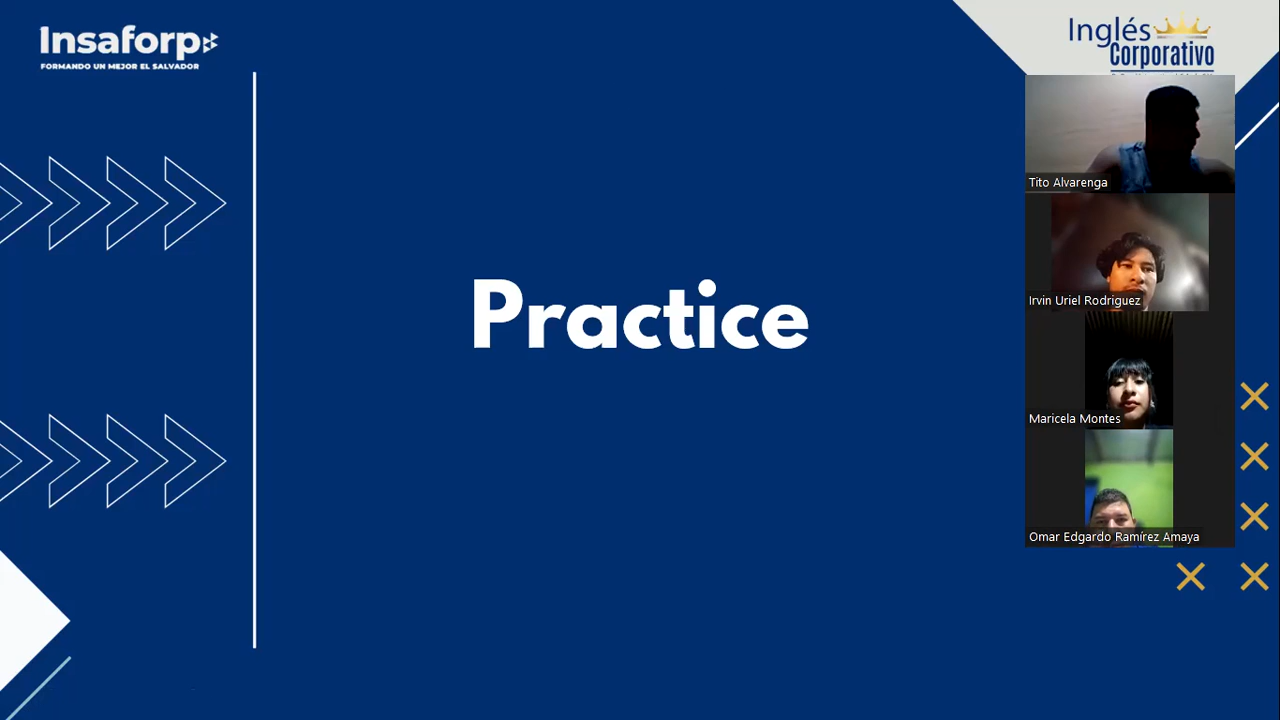 Insaforp
FORMANDO UN MEJOR EL SALVADOR
Inglés
Corporativo
Practice
Tito Alvarenga
Irvin Uriel Rodriguez
Maricela Montes
Omar Edgardo Ramírez Amaya